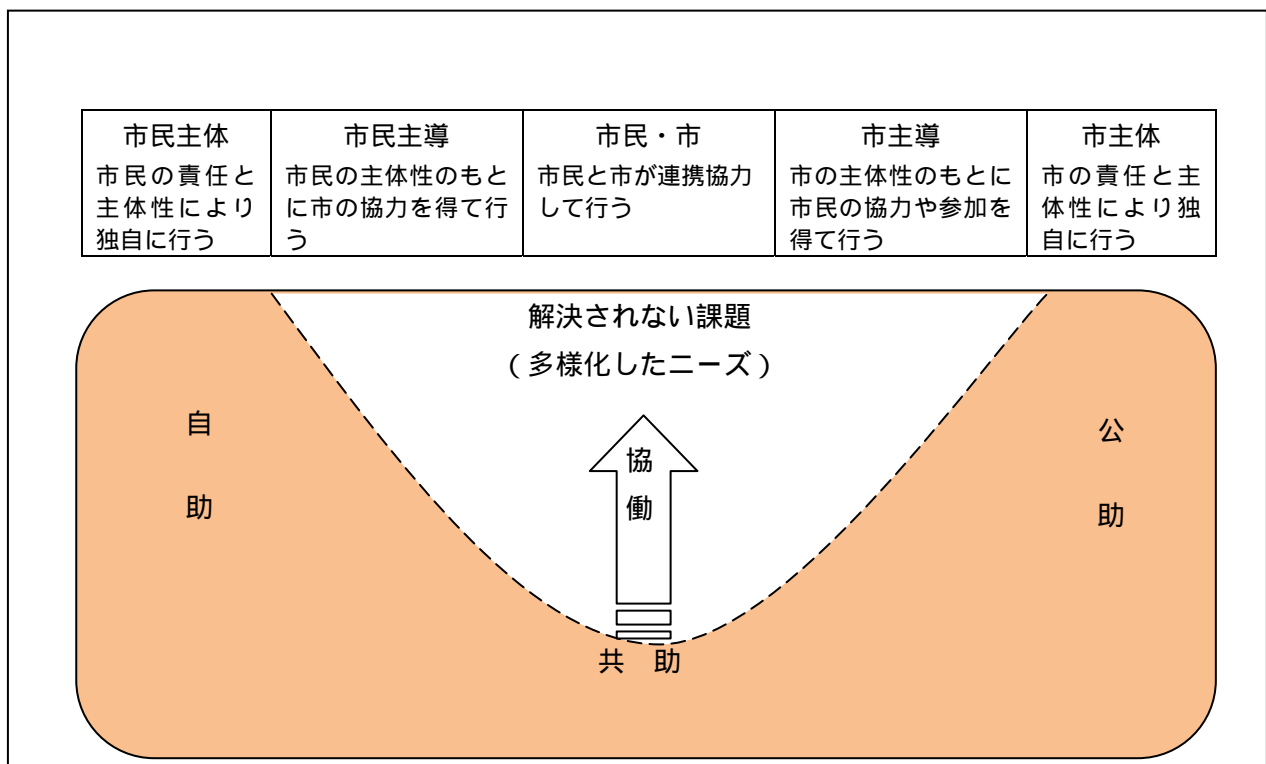 市民主体
市民の責任と
主体性により
独自に行う
市民主導
市民の主体性のもと
に市の協力を得て行
う
市民・市
市民と市が連携協力
して行う
市主導
市の主体性のもとに
市民の協力や参加を
得て行う
市主体
市の責任と主
体性により独
自に行う
解決されない課題
(多様化したニーズ)
自助
協働
公助
共 助